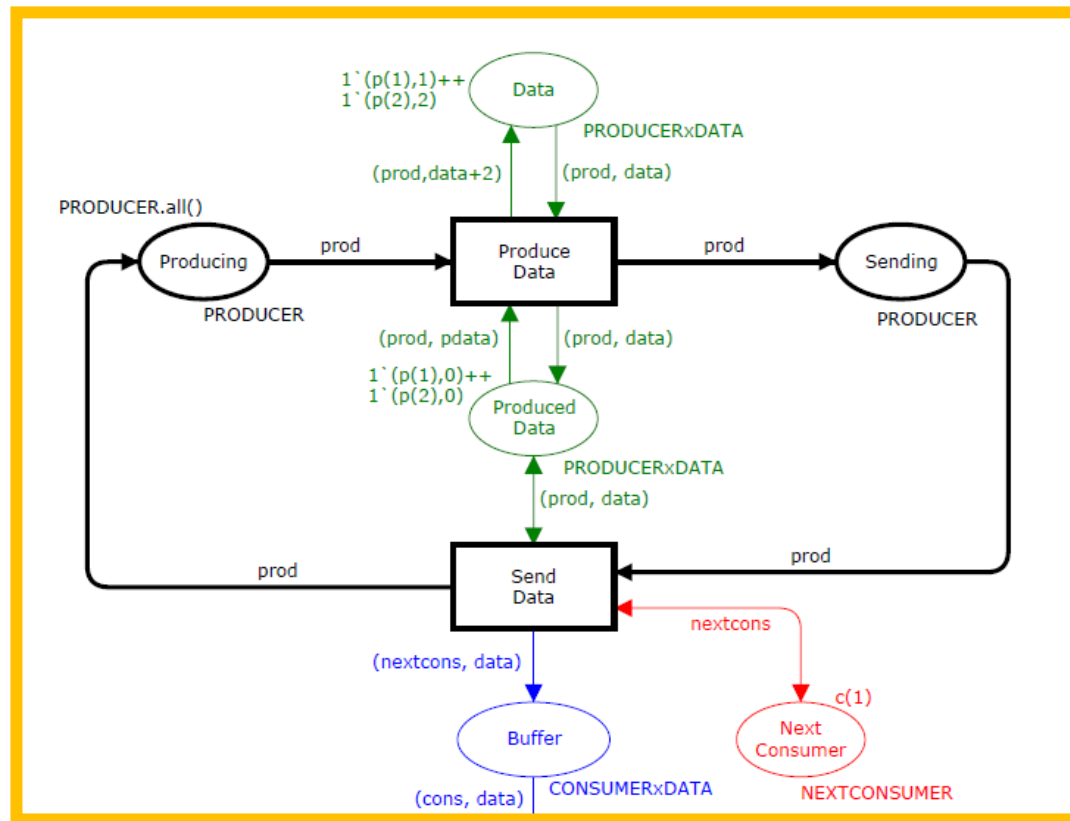 1`(p(1),1)++
1`(p(2),2)
Data
PRODUCERxDATA
(prod,data+2)
(prod, data)
PRODUCER.all()
Producing
prod
Produce
Data
prod
Sending
PRODUCER
PRODUCER
(prod, pdata)
(prod, data)
1`(p(1),0)++
1`(p(2),0)
Produced
Data
PRODUCERxDATA
(prod, data)
prod
Send
Data
prod
nextcons
(nextcons, data)
c(1)
Buffer
Next
Consumer
CONSUMERxDATA
NEXTCONSUMER
(cons, data)